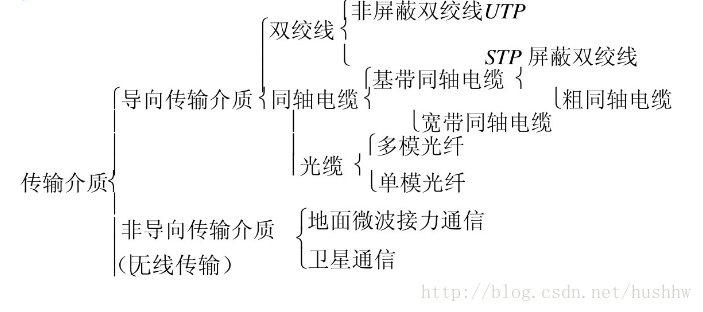 非屏蔽双绞线UTP
双绞线
STP 屏蔽双绞线
基带同轴电缆
导向传输介质
同轴电缆
粗同轴电缆
宽带同轴电缆
多模光纤
光缆
传输介质
单模光纤
地面微波接力通信
非导向传输介质
(无线传输)
卫星通信
http://blog.csdn.net/hushhw